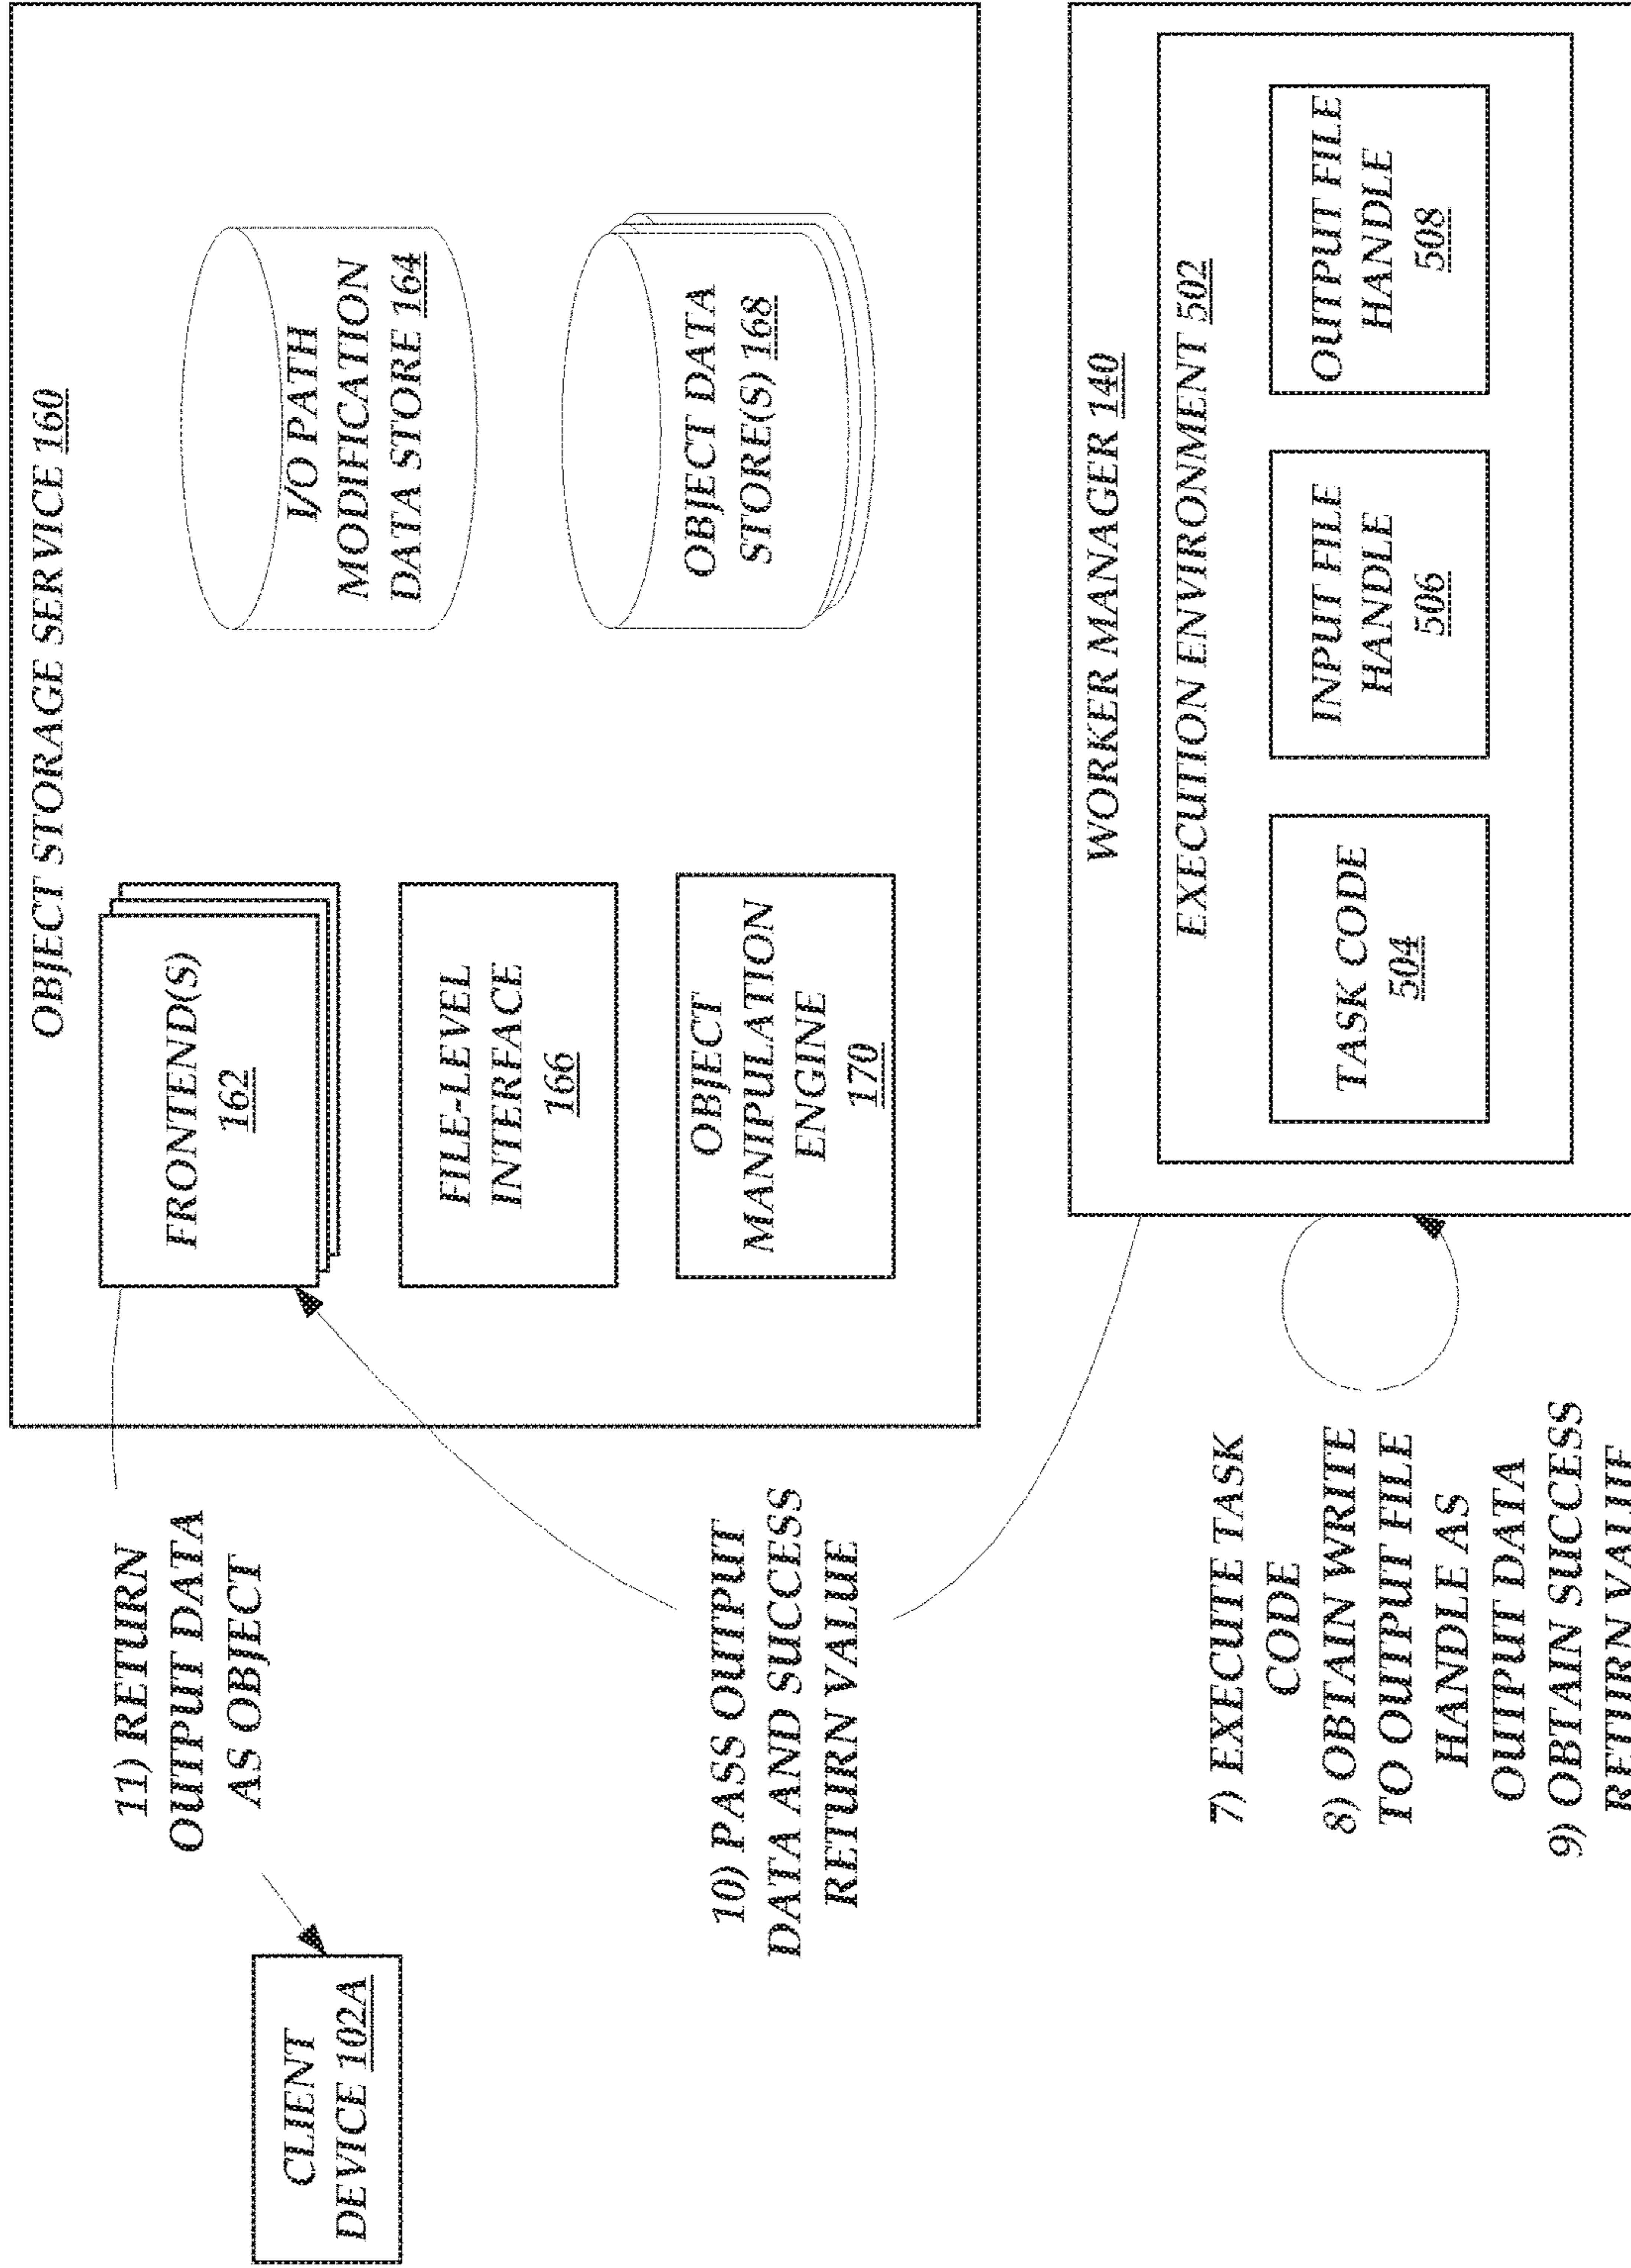 OBJECT STORAGE SERVICE 160
FRONTEND(S)
162
FILE-LEVEL
INTERFACE
166
OBJECT
MANIPULATION
ENGINE
170
I/O PATH
MODIFICATION
DATA STORE 164
OBJECT DATA
STORE(S) 168
CLIENT
DEVICE 102A
11) RETURN
OUTPUT DATA
AS OBJECT
10) PASS OUTPUT
DATA AND SUCCESS
RETURN VALUE
WORKER MANAGER 140
EXECUTION ENVIRONMENT 502
TASK CODE
504
INPUT FILE
HANDLE
506
OUTPUT FILE
HANDLE
508
7) EXECUTE TASK
CODE
8) OBTAIN WRITE
TO OUTPUT FILE
HANDLE AS
OUTPUT DATA
9) OBTAIN SUCCESS
RETURN VALUE